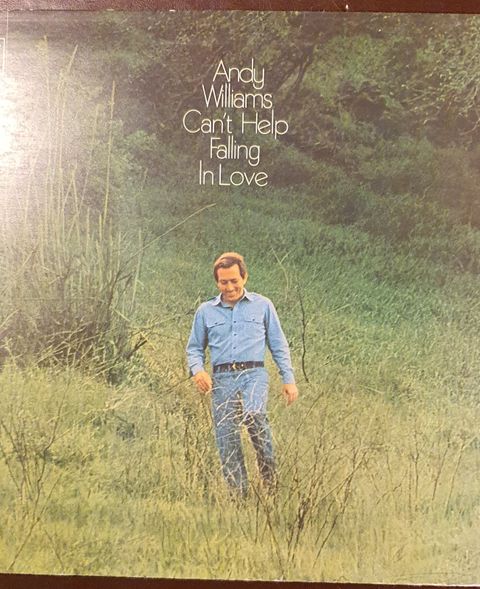 Andy
Williams
Can't Help
Falling
In Love